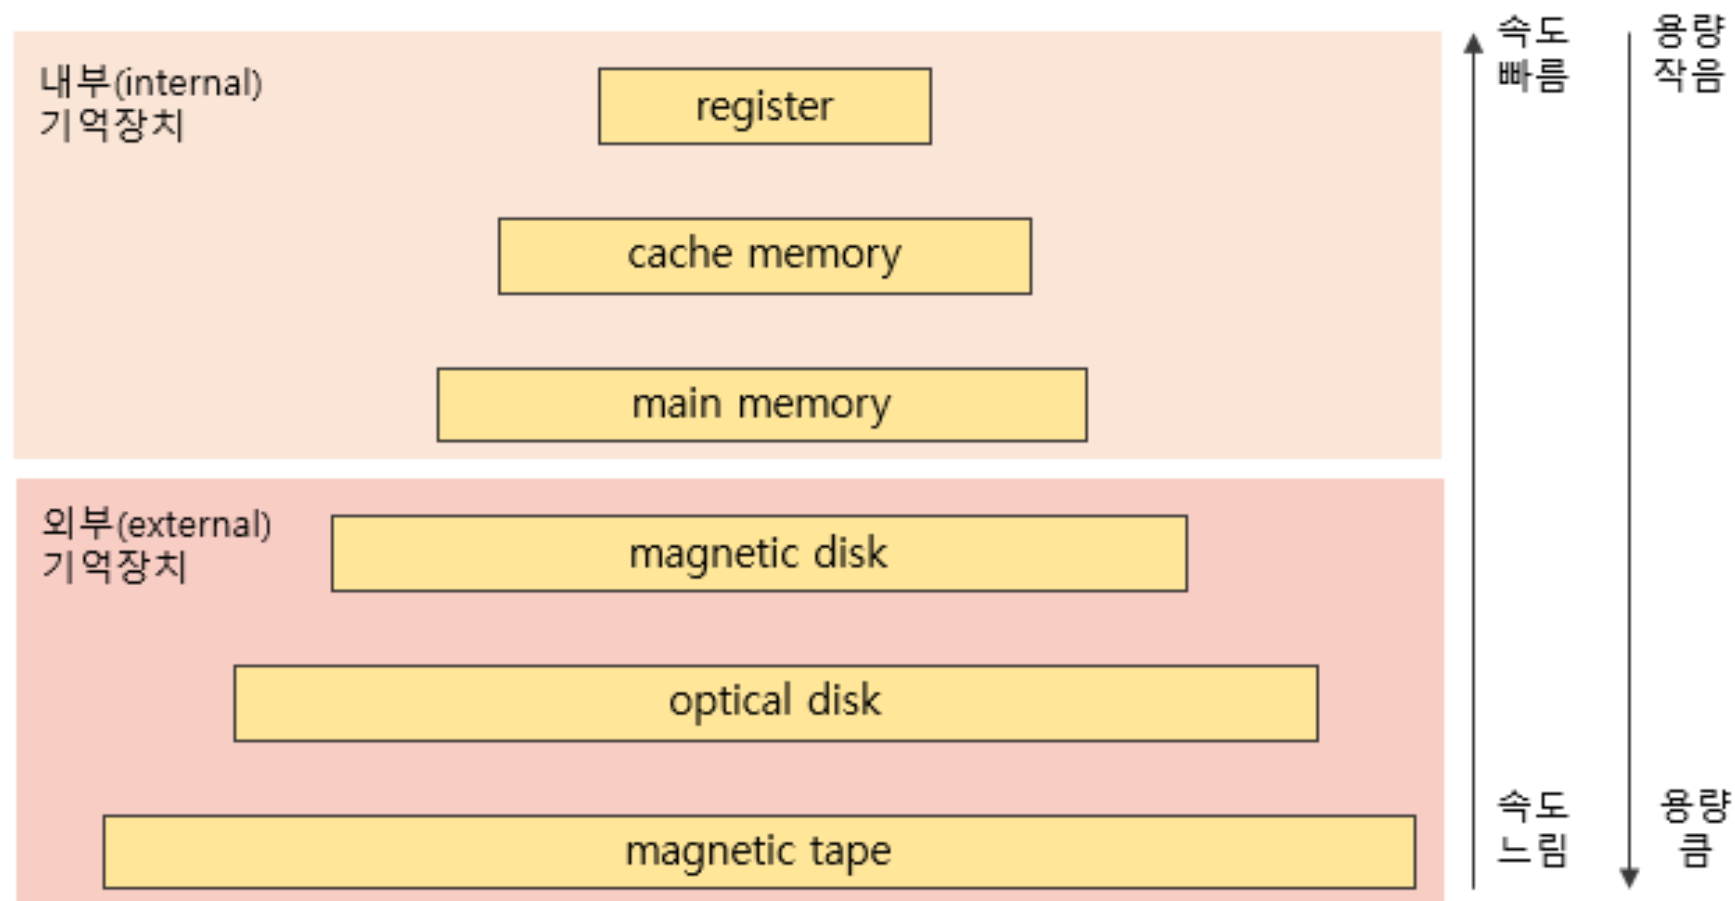 내부(internal)
기억장치
register
cache memory
main memory
외부(external)
기억장치
magnetic disk
optical disk
magnetic tape
속도
빠름
용량
작음
속도
느림
용량
큼